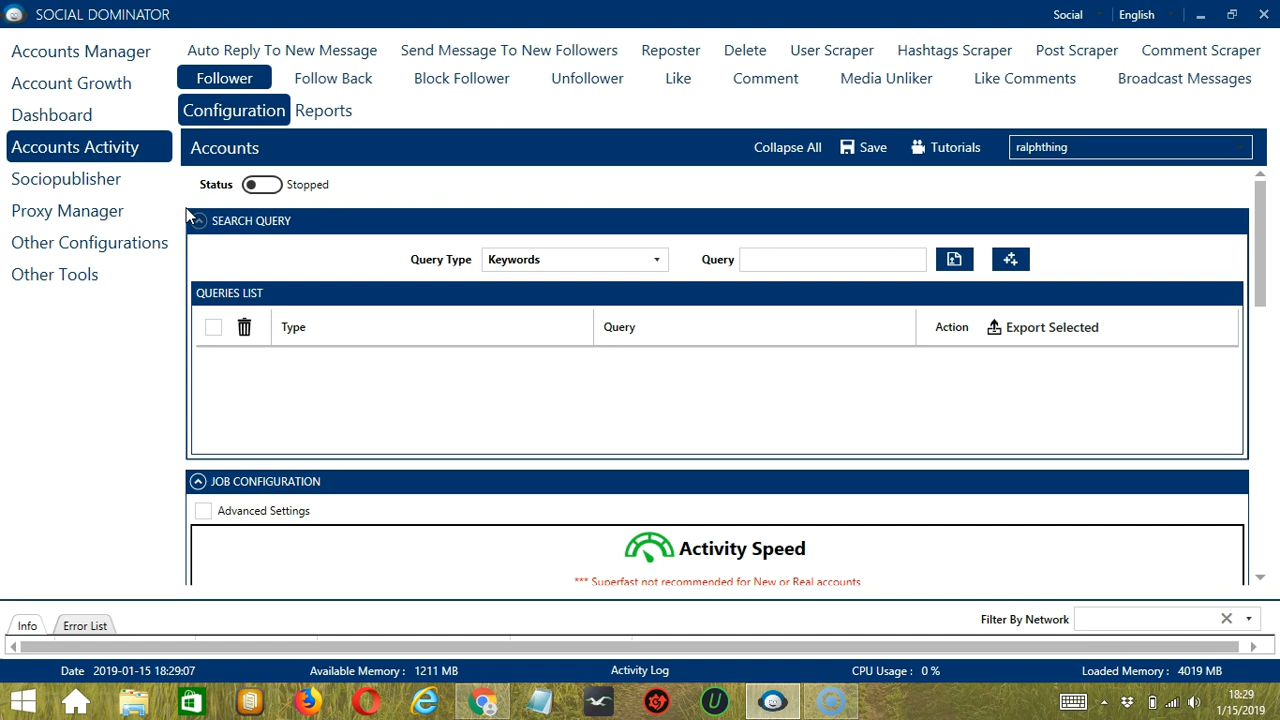 SOCIAL DOMINATOR
Social
English
Accounts Manager
Account Growth
Dashboard
Accounts Activity
Sociopublisher
Proxy Manager
Other Configurations
Other Tools
Auto Reply To New Message
Send Message To New Followers
Reposter
Delete
User Scraper
Hashtags Scraper
Post Scraper
Comment Scraper
Follower
Follow Back
Block Follower
Unfollower
Like
Comment
Media Unliker
Like Comments
Broadcast Messages
Configuration
Reports
Accounts
Collapse All
Save
Tutorials
ralphthing
Status
Stopped
SEARCH QUERY
Query Type
Keywords
Query
QUERIES LIST
Type
Query
Action
Export Selected
JOB CONFIGURATION
Advanced Settings
Activity Speed
*** Superfast not recommended for New or Real accounts
Info
Error List
Filter By Network
Date 2019-01-15 18:29:07
Available Memory : 1211 MB
Activity Log
CPU Usage : 0 %
Loaded Memory : 4019 MB
18:29
1/15/2019